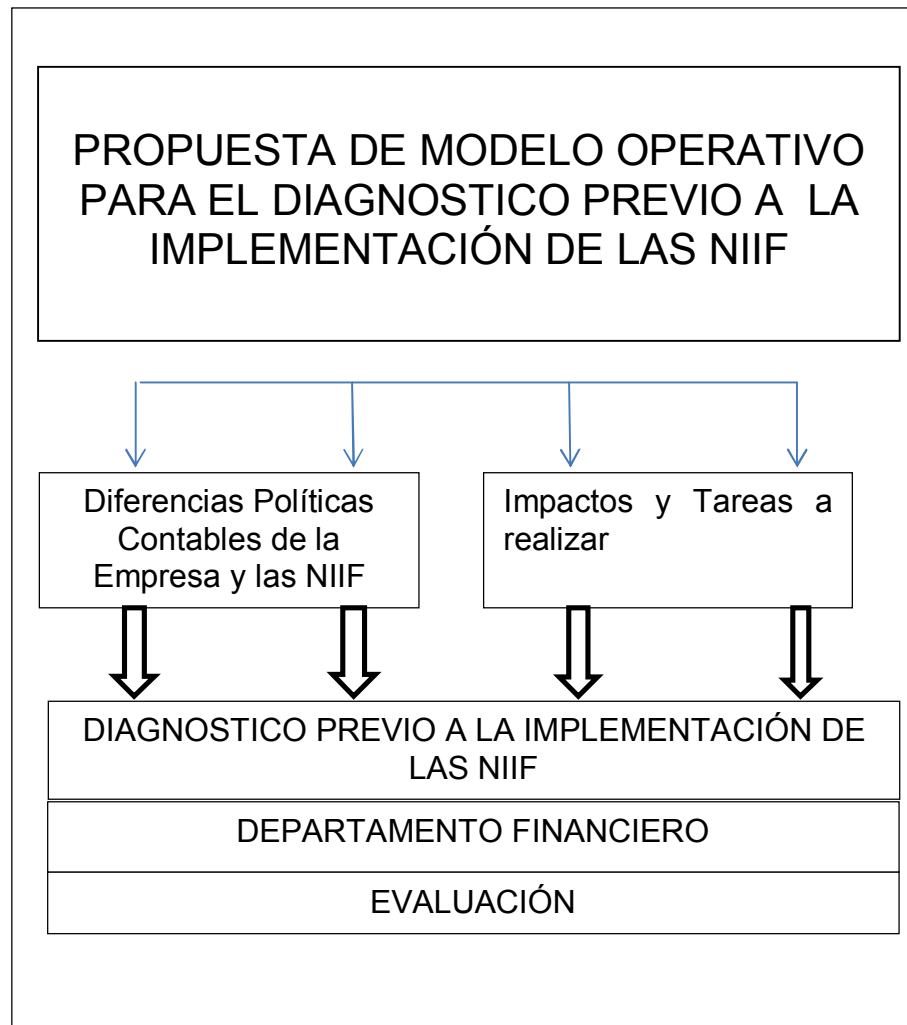 PROPUESTA DE MODELO OPERATIVO
PARA EL DIAGNOSTICO PREVIO A LA
IMPLEMENTACIÓN DE LAS NIIF
Diferencias Políticas
Contables de la
Empresa y las NIIF
Impactos y Tareas a
realizar
DIAGNOSTICO PREVIO A LA IMPLEMENTACIÓN DE
LAS NIIF
DEPARTAMENTO FINANCIERO
EVALUACIÓN